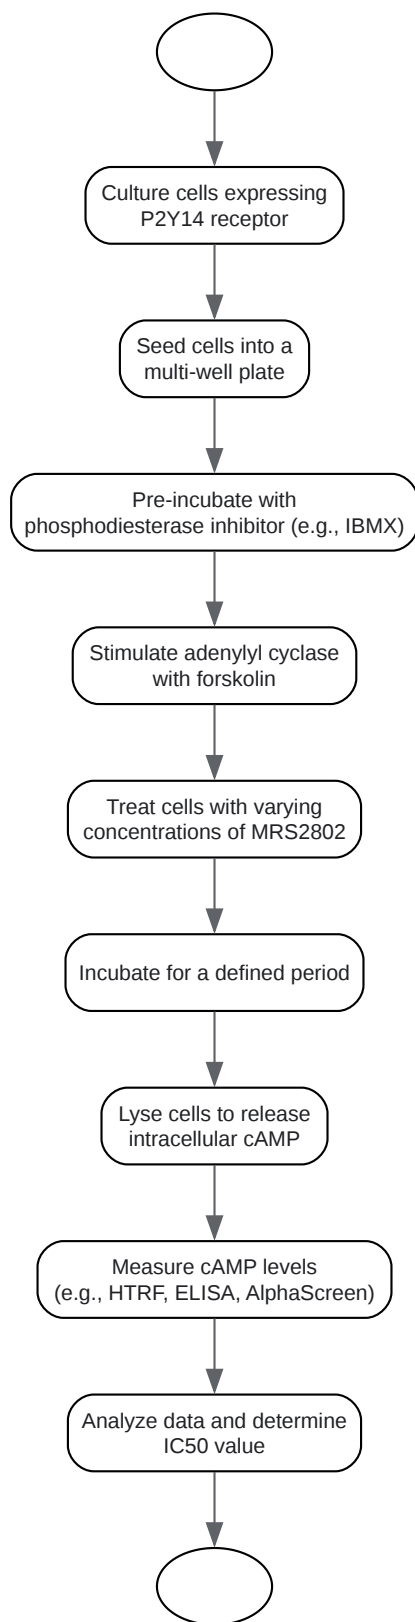 Culture cells expressing
P2Y14 receptor
Seed cells into a
multi-well plate
Pre-incubate with
phosphodiesterase inhibitor (e.g., IBMX)
Stimulate adenylyl cyclase
with forskolin
Treat cells with varying
concentrations of MRS2802
Incubate for a defined period
Lyse cells to release
intracellular cAMP
Measure cAMP levels
(e.g., HTRF, ELISA, AlphaScreen)
Analyze data and determine
IC50 value